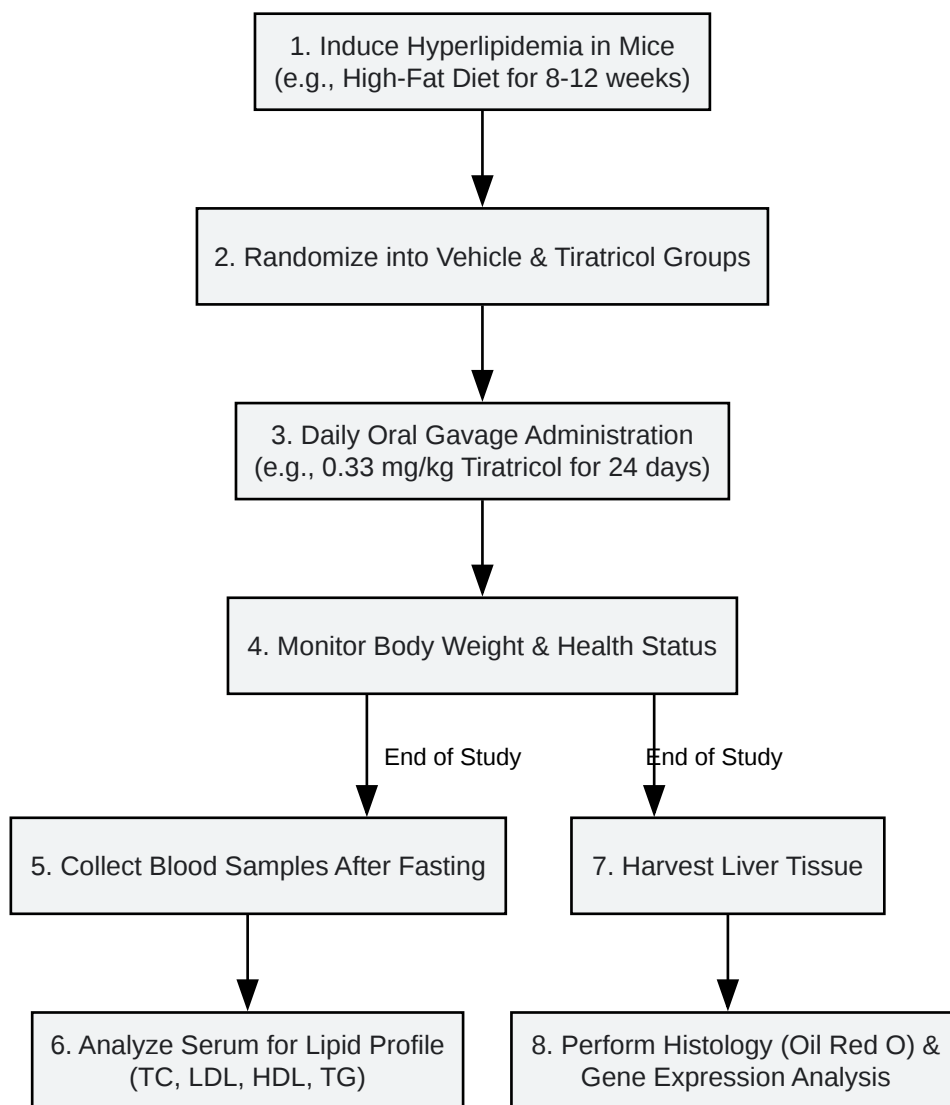 1. Induce Hyperlipidemia in Mice
(e.g., High-Fat Diet for 8-12 weeks)
2. Randomize into Vehicle & Tiratricol Groups
3. Daily Oral Gavage Administration
(e.g., 0.33 mg/kg Tiratricol for 24 days)
4. Monitor Body Weight & Health Status
End of Study
End of Study
5. Collect Blood Samples After Fasting
7. Harvest Liver Tissue
6. Analyze Serum for Lipid Profile
(TC, LDL, HDL, TG)
8. Perform Histology (Oil Red O) &
Gene Expression Analysis